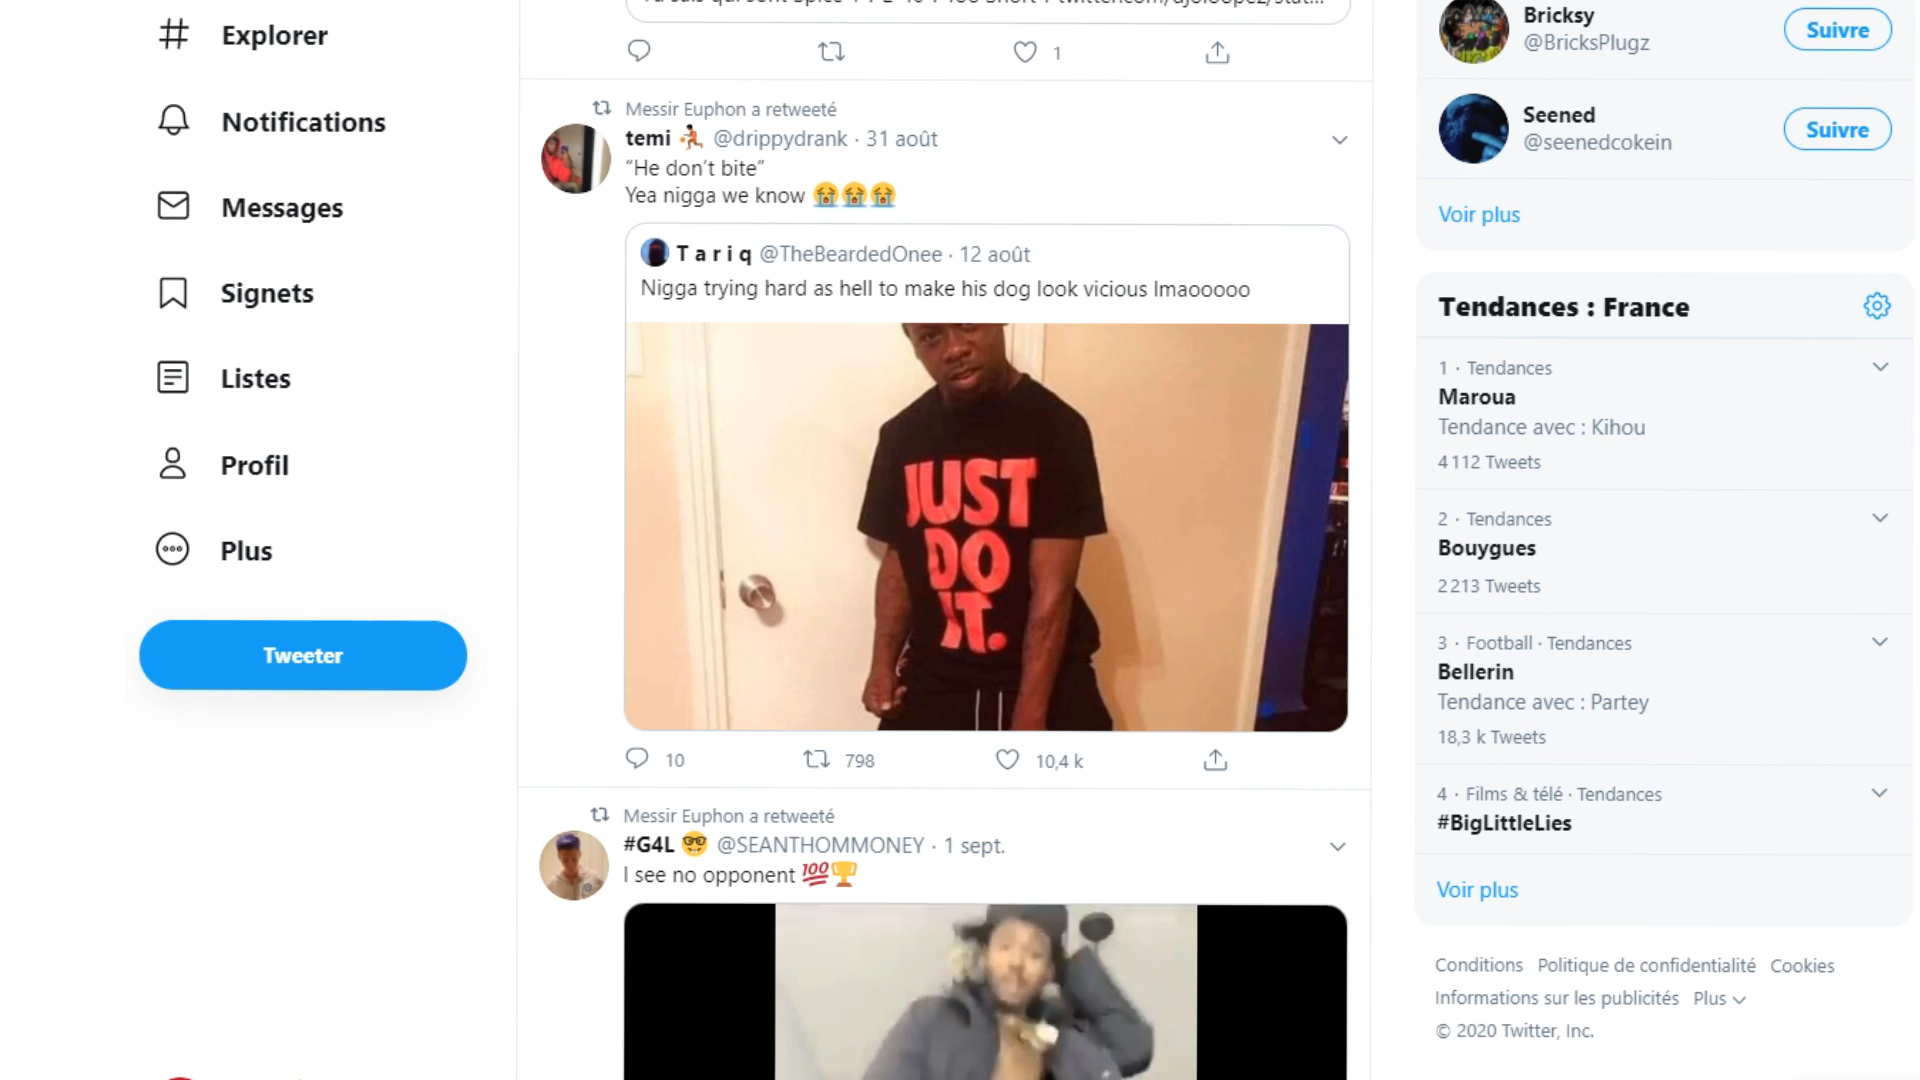 Explorer
Notifications
Messages
Signets
Listes
Profil
Plus
Tweeter
1
Messir Euphon a retweeté
temi @drippydrank · 31 août
“He don't bite”
Yea nigga we know 😭😭😭
T a r i q @TheBeardedOnee · 12 août
Nigga trying hard as hell to make his dog look vicious lmaooooo
JUST
DO
IT.
10 798 10,4 k
Messir Euphon a retweeté
#G4L 🤓 @SEANTHOMMONEY · 1 sept.
I see no opponent 💯🏆
Bricksy
@BricksPlugz
Suivre
Seened
@seenedcokein
Suivre
Voir plus
Tendances : France
1 · Tendances
Maroua
Tendance avec : Kihou
4 112 Tweets
2 · Tendances
Bouygues
2 213 Tweets
3 · Football · Tendances
Bellerin
Tendance avec : Partey
18,3 k Tweets
4 · Films & télé · Tendances
#BigLittleLies
Voir plus
Conditions Politique de confidentialité Cookies
Informations sur les publicités Plus
© 2020 Twitter, Inc.